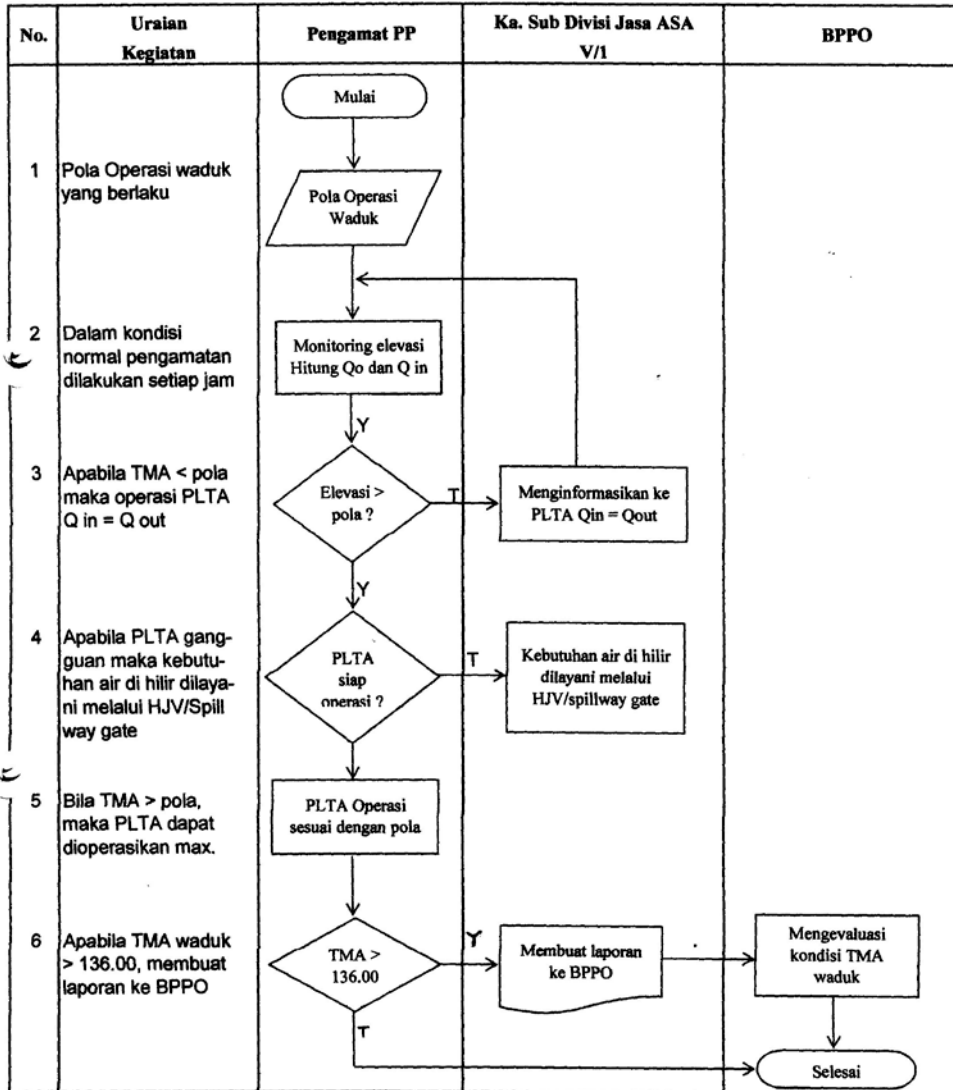 No.
Uraian
Kegiatan
Pengamat PP
Ka. Sub Divisi Jasa ASA
V/1
BPPO
Mulai
1
Pola Operasi waduk
yang berlaku
Pola Operasi
Waduk
2
Dalam kondisi
normal pengamatan
dilakukan setiap jam
Monitoring elevasi
Hitung Qo dan Q in
Y
3
Apabila TMA < pola
maka operasi PLTA
Q in = Q out
Elevasi >
pola ?
T
Menginformasikan ke
PLTA Qin = Qout
Y
4
Apabila PLTA gang-
guan maka kebutu-
han air di hilir dilaya-
ni melalui HJV/Spill
way gate
PLTA
siap
operasi ?
T
Kebutuhan air di hilir
dilayani melalui
HJV/spillway gate
5
Bila TMA > pola,
maka PLTA dapat
dioperasikan max.
PLTA Operasi
sesuai dengan pola
6
Apabila TMA waduk
> 136.00, membuat
laporan ke BPPO
TMA >
136.00
Y
Membuat laporan
ke BPPO
Mengevaluasi
kondisi TMA
waduk
T
Selesai